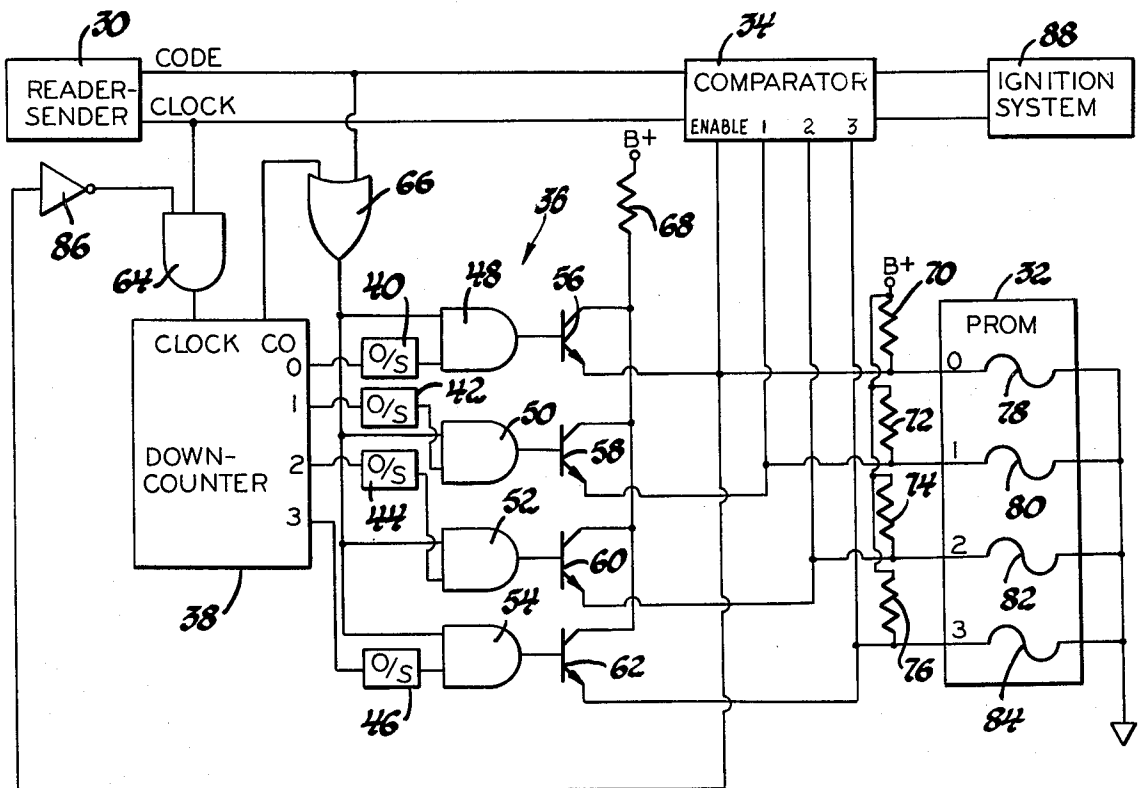 30
READER-
SENDER
CODE
CLOCK
34
COMPARATOR
ENABLE 1 2 3
88
IGNITION
SYSTEM
86
64
66
36
B+
68
CLOCK CO
0
1
2
3
DOWN-
COUNTER
38
40
O/S
42
O/S
44
O/S
46
O/S
48
50
52
54
56
58
60
62
B+
70
72
74
76
32
PROM
0
1
2
3
78
80
82
84